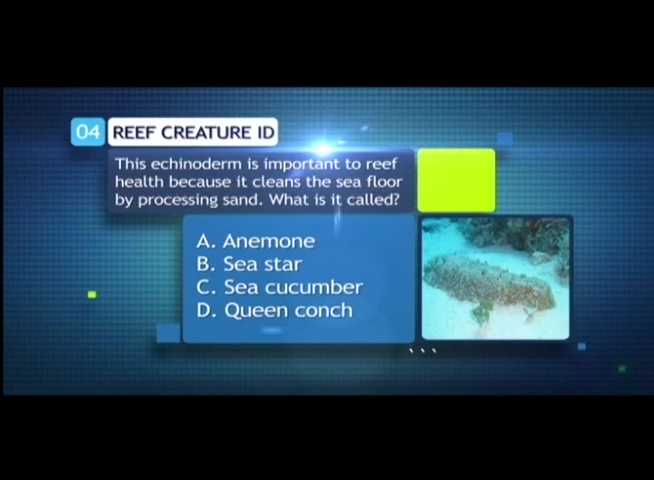 04 REEF CREATURE ID
This echinoderm is important to reef
health because it cleans the sea floor
by processing sand. What is it called?
A. Anemone
B. Sea star
C. Sea cucumber
D. Queen conch